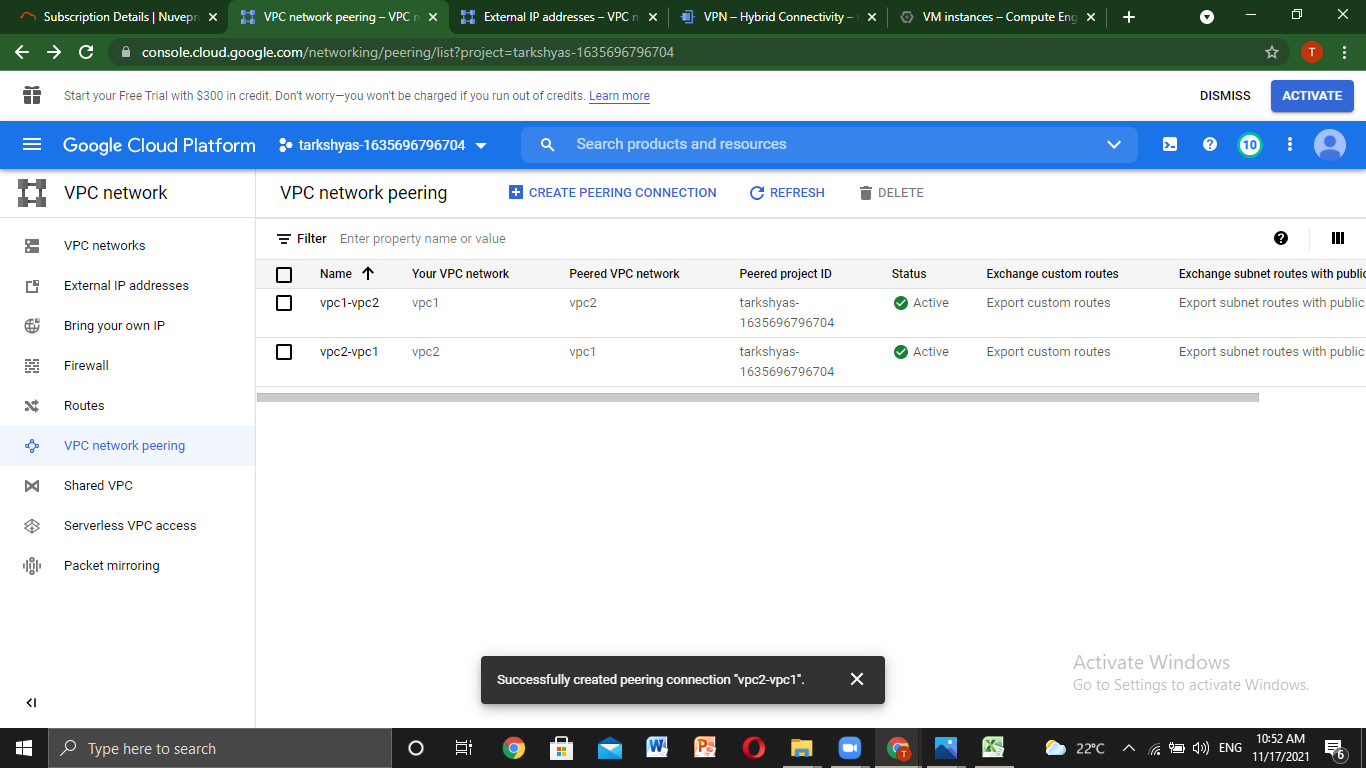 Subscription Details | Nuvepr
VPC network peering – VPC n
External IP addresses – VPC n
VPN – Hybrid Connectivity –
VM instances – Compute Eng
console.cloud.google.com/networking/peering/list?project=tarkshyas-1635696796704
T
Start your Free Trial with $300 in credit. Don't worry—you won't be charged if you run out of credits. Learn more
DISMISS
ACTIVATE
Google Cloud Platform
tarkshyas-1635696796704
Search products and resources
10
VPC network
VPC network peering
CREATE PEERING CONNECTION
REFRESH
DELETE
VPC networks
External IP addresses
Bring your own IP
Firewall
Routes
VPC network peering
Shared VPC
Serverless VPC access
Packet mirroring
Filter Enter property name or value
Name Your VPC network Peered VPC network Peered project ID Status Exchange custom routes Exchange subnet routes with public
vpc1-vpc2 vpc1 vpc2 tarkshyas- Active Export custom routes Export subnet routes with public
1635696796704
vpc2-vpc1 vpc2 vpc1 tarkshyas- Active Export custom routes Export subnet routes with public
1635696796704
Successfully created peering connection "vpc2-vpc1".
Activate Windows
Go to Settings to activate Windows.
Type here to search
T
22°C
ENG
10:52 AM
11/17/2021
6